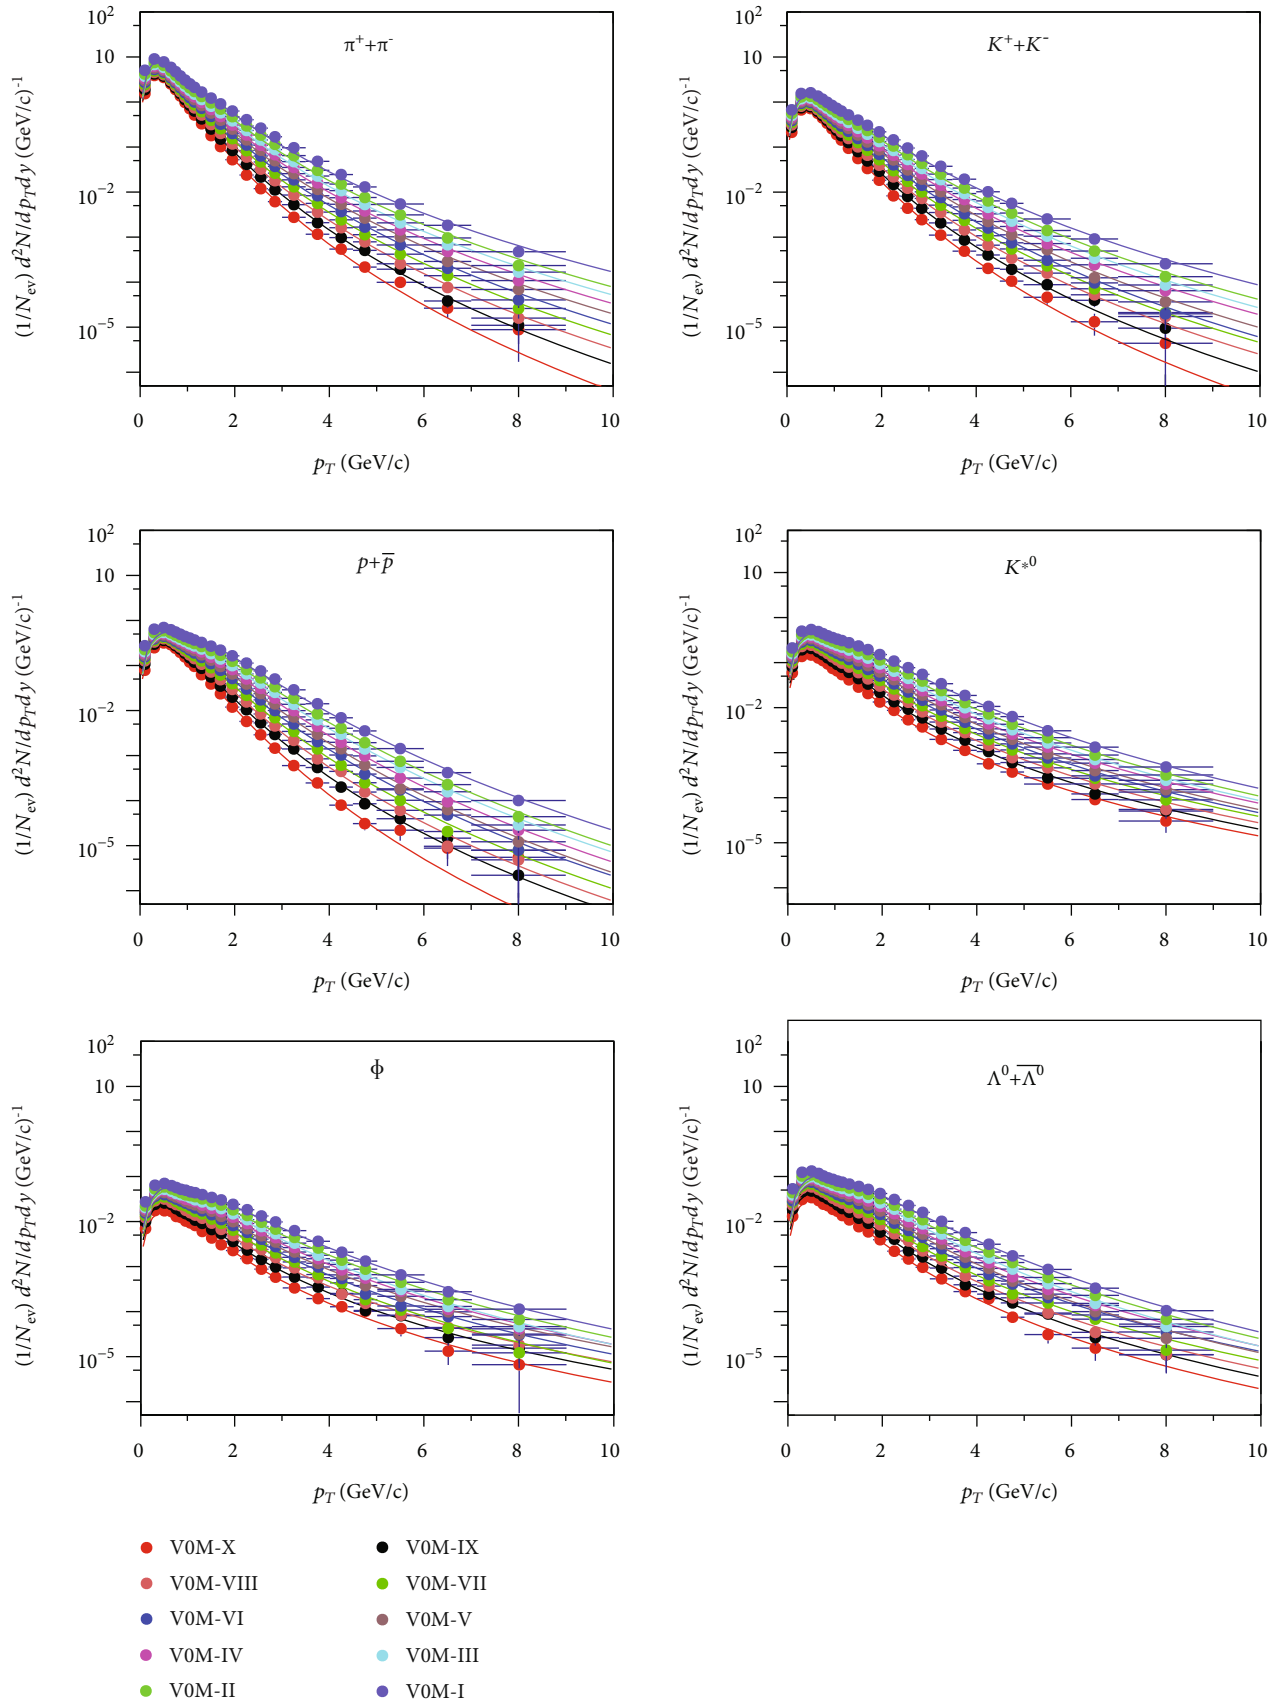 π⁺+π⁻
(1/N_ev) d²N/dp_T dy (GeV/c)⁻¹
10²
10
10⁻²
10⁻⁵
0 2 4 6 8 10
p_T (GeV/c)
K⁺+K⁻
(1/N_ev) d²N/dp_T dy (GeV/c)⁻¹
10²
10
10⁻²
10⁻⁵
0 2 4 6 8 10
p_T (GeV/c)
p+p̅
(1/N_ev) d²N/dp_T dy (GeV/c)⁻¹
10²
10
10⁻²
10⁻⁵
0 2 4 6 8 10
p_T (GeV/c)
K*⁰
(1/N_ev) d²N/dp_T dy (GeV/c)⁻¹
10²
10
10⁻²
10⁻⁵
0 2 4 6 8 10
p_T (GeV/c)
ϕ
(1/N_ev) d²N/dp_T dy (GeV/c)⁻¹
10²
10
10⁻²
10⁻⁵
0 2 4 6 8 10
p_T (GeV/c)
Λ⁰+Λ̅⁰
(1/N_ev) d²N/dp_T dy (GeV/c)⁻¹
10²
10
10⁻²
10⁻⁵
0 2 4 6 8 10
p_T (GeV/c)
V0M-X V0M-IX
V0M-VIII V0M-VII
V0M-VI V0M-V
V0M-IV V0M-III
V0M-II V0M-I